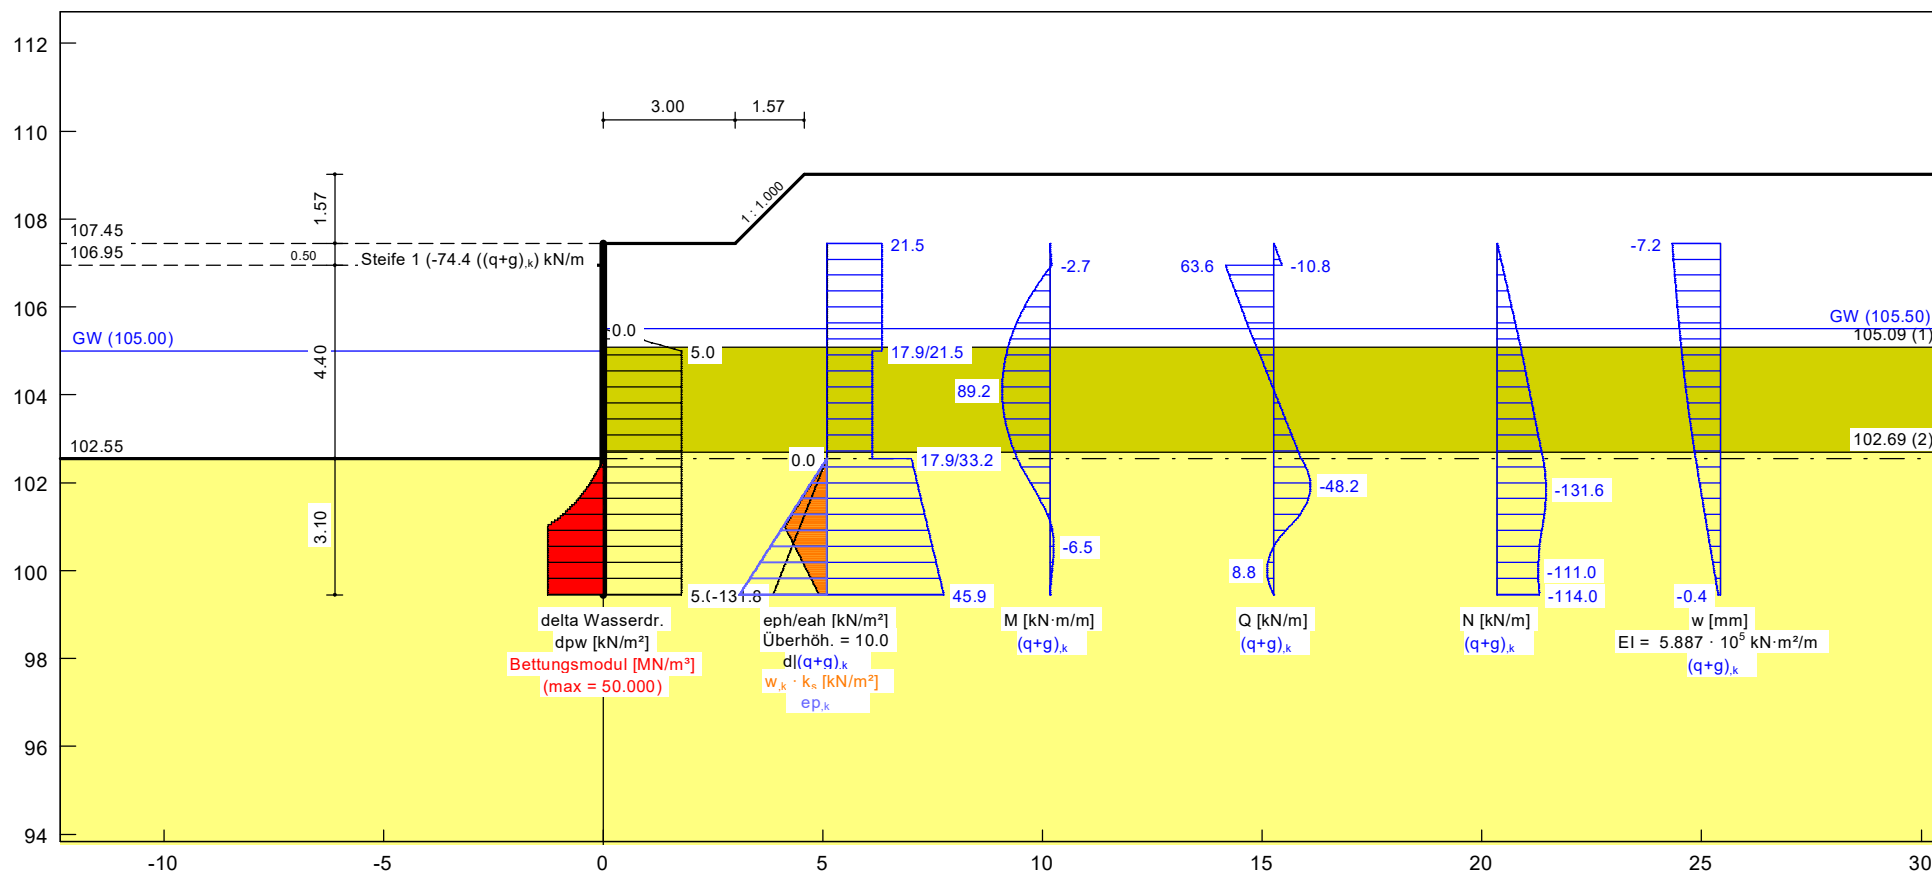 112
110
108
106
104
102
100
98
96
94
-10
-5
0
5
10
15
20
25
30
3.00
1.57
1 : 1.000
1.57
4.40
3.10
107.45
106.95
0.50
Steife 1 (-74.4 ((q+g),k) kN/m
GW (105.00)
102.55
GW (105.50)
105.09 (1)
102.69 (2)
0.0
5.0
5.0
-131.8
0.0
21.5
17.9/21.5
17.9/33.2
45.9
-2.7
89.2
-6.5
63.6
-10.8
-48.2
8.8
-131.6
-111.0
-114.0
-7.2
-0.4
delta Wasserdr.
dpw [kN/m²]
Bettungsmodul [MN/m³]
(max = 50.000)
eph/eah [kN/m²]
Überhöh. = 10.0
d|(q+g),k
w,k · ks [kN/m²]
ep,k
M [kN·m/m]
(q+g),k
Q [kN/m]
(q+g),k
N [kN/m]
(q+g),k
w [mm]
EI = 5.887 · 10⁵ kN·m²/m
(q+g),k